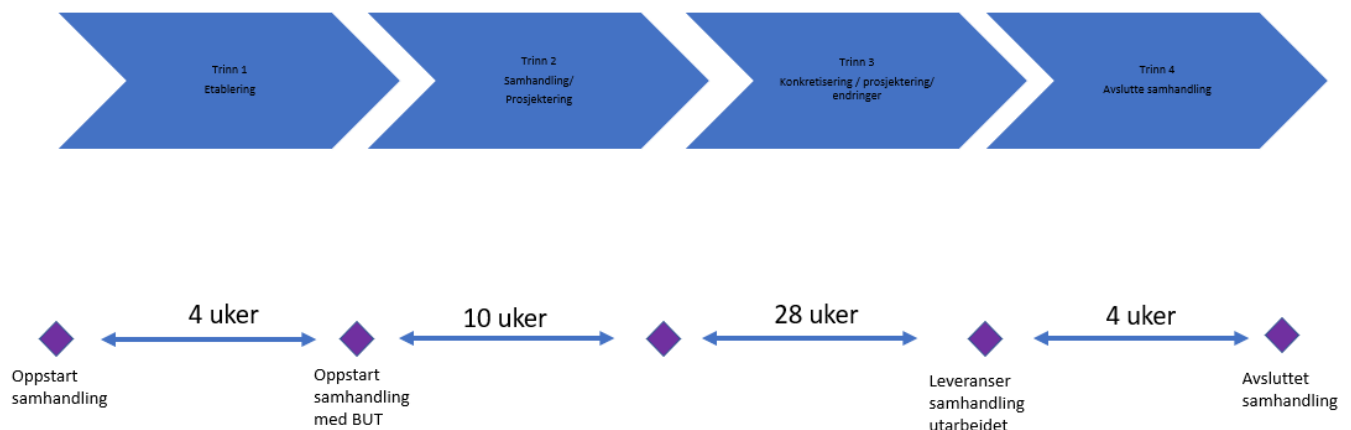 Trinn 1
Etablering
Trinn 2
Samhandling/
Prosjektering
Trinn 3
Konkretisering / prosjektering/
endringer
Trinn 4
Avslutte samhandling
4 uker
10 uker
28 uker
4 uker
Oppstart
samhandling
Oppstart
samhandling
med BUT
Leveranser
samhandling
utarbeidet
Avsluttet
samhandling